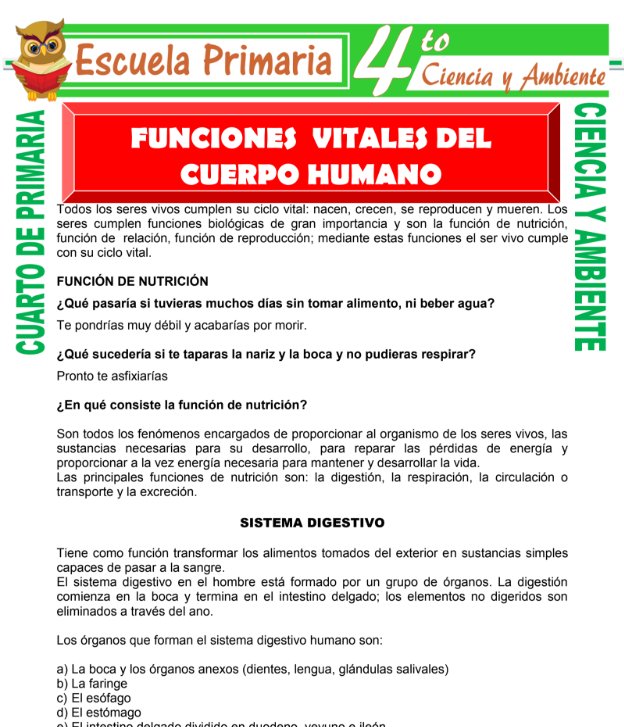 Escuela Primaria
4to
Ciencia y Ambiente
CUARTO DE PRIMARIA
CIENCIA Y AMBIENTE
FUNCIONES VITALES DEL
CUERPO HUMANO
Todos los seres vivos cumplen su ciclo vital: nacen, crecen, se reproducen y mueren. Los
seres cumplen funciones biológicas de gran importancia y son la función de nutrición,
función de relación, función de reproducción; mediante estas funciones el ser vivo cumple
con su ciclo vital.
FUNCIÓN DE NUTRICIÓN
¿Qué pasaría si tuvieras muchos días sin tomar alimento, ni beber agua?
Te pondrías muy débil y acabarías por morir.
¿Qué sucedería si te taparas la nariz y la boca y no pudieras respirar?
Pronto te asfixiarías
¿En qué consiste la función de nutrición?
Son todos los fenómenos encargados de proporcionar al organismo de los seres vivos, las
sustancias necesarias para su desarrollo, para reparar las pérdidas de energía y
proporcionar a la vez energía necesaria para mantener y desarrollar la vida.
Las principales funciones de nutrición son: la digestión, la respiración, la circulación o
transporte y la excreción.
SISTEMA DIGESTIVO
Tiene como función transformar los alimentos tomados del exterior en sustancias simples
capaces de pasar a la sangre.
El sistema digestivo en el hombre está formado por un grupo de órganos. La digestión
comienza en la boca y termina en el intestino delgado; los elementos no digeridos son
eliminados a través del ano.
Los órganos que forman el sistema digestivo humano son:
a) La boca y los órganos anexos (dientes, lengua, glándulas salivales)
b) La faringe
c) El esófago
d) El estómago
e) El intestino delgado dividido en duodeno, yeyuno e ileón